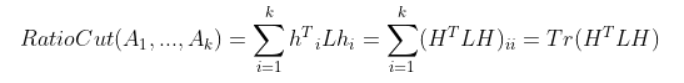 RatioCut(A_1, ..., A_k) = \sum_{i=1}^{k} h^T{}_i L h_i = \sum_{i=1}^{k} (H^T L H)_{ii} = Tr(H^T L H)